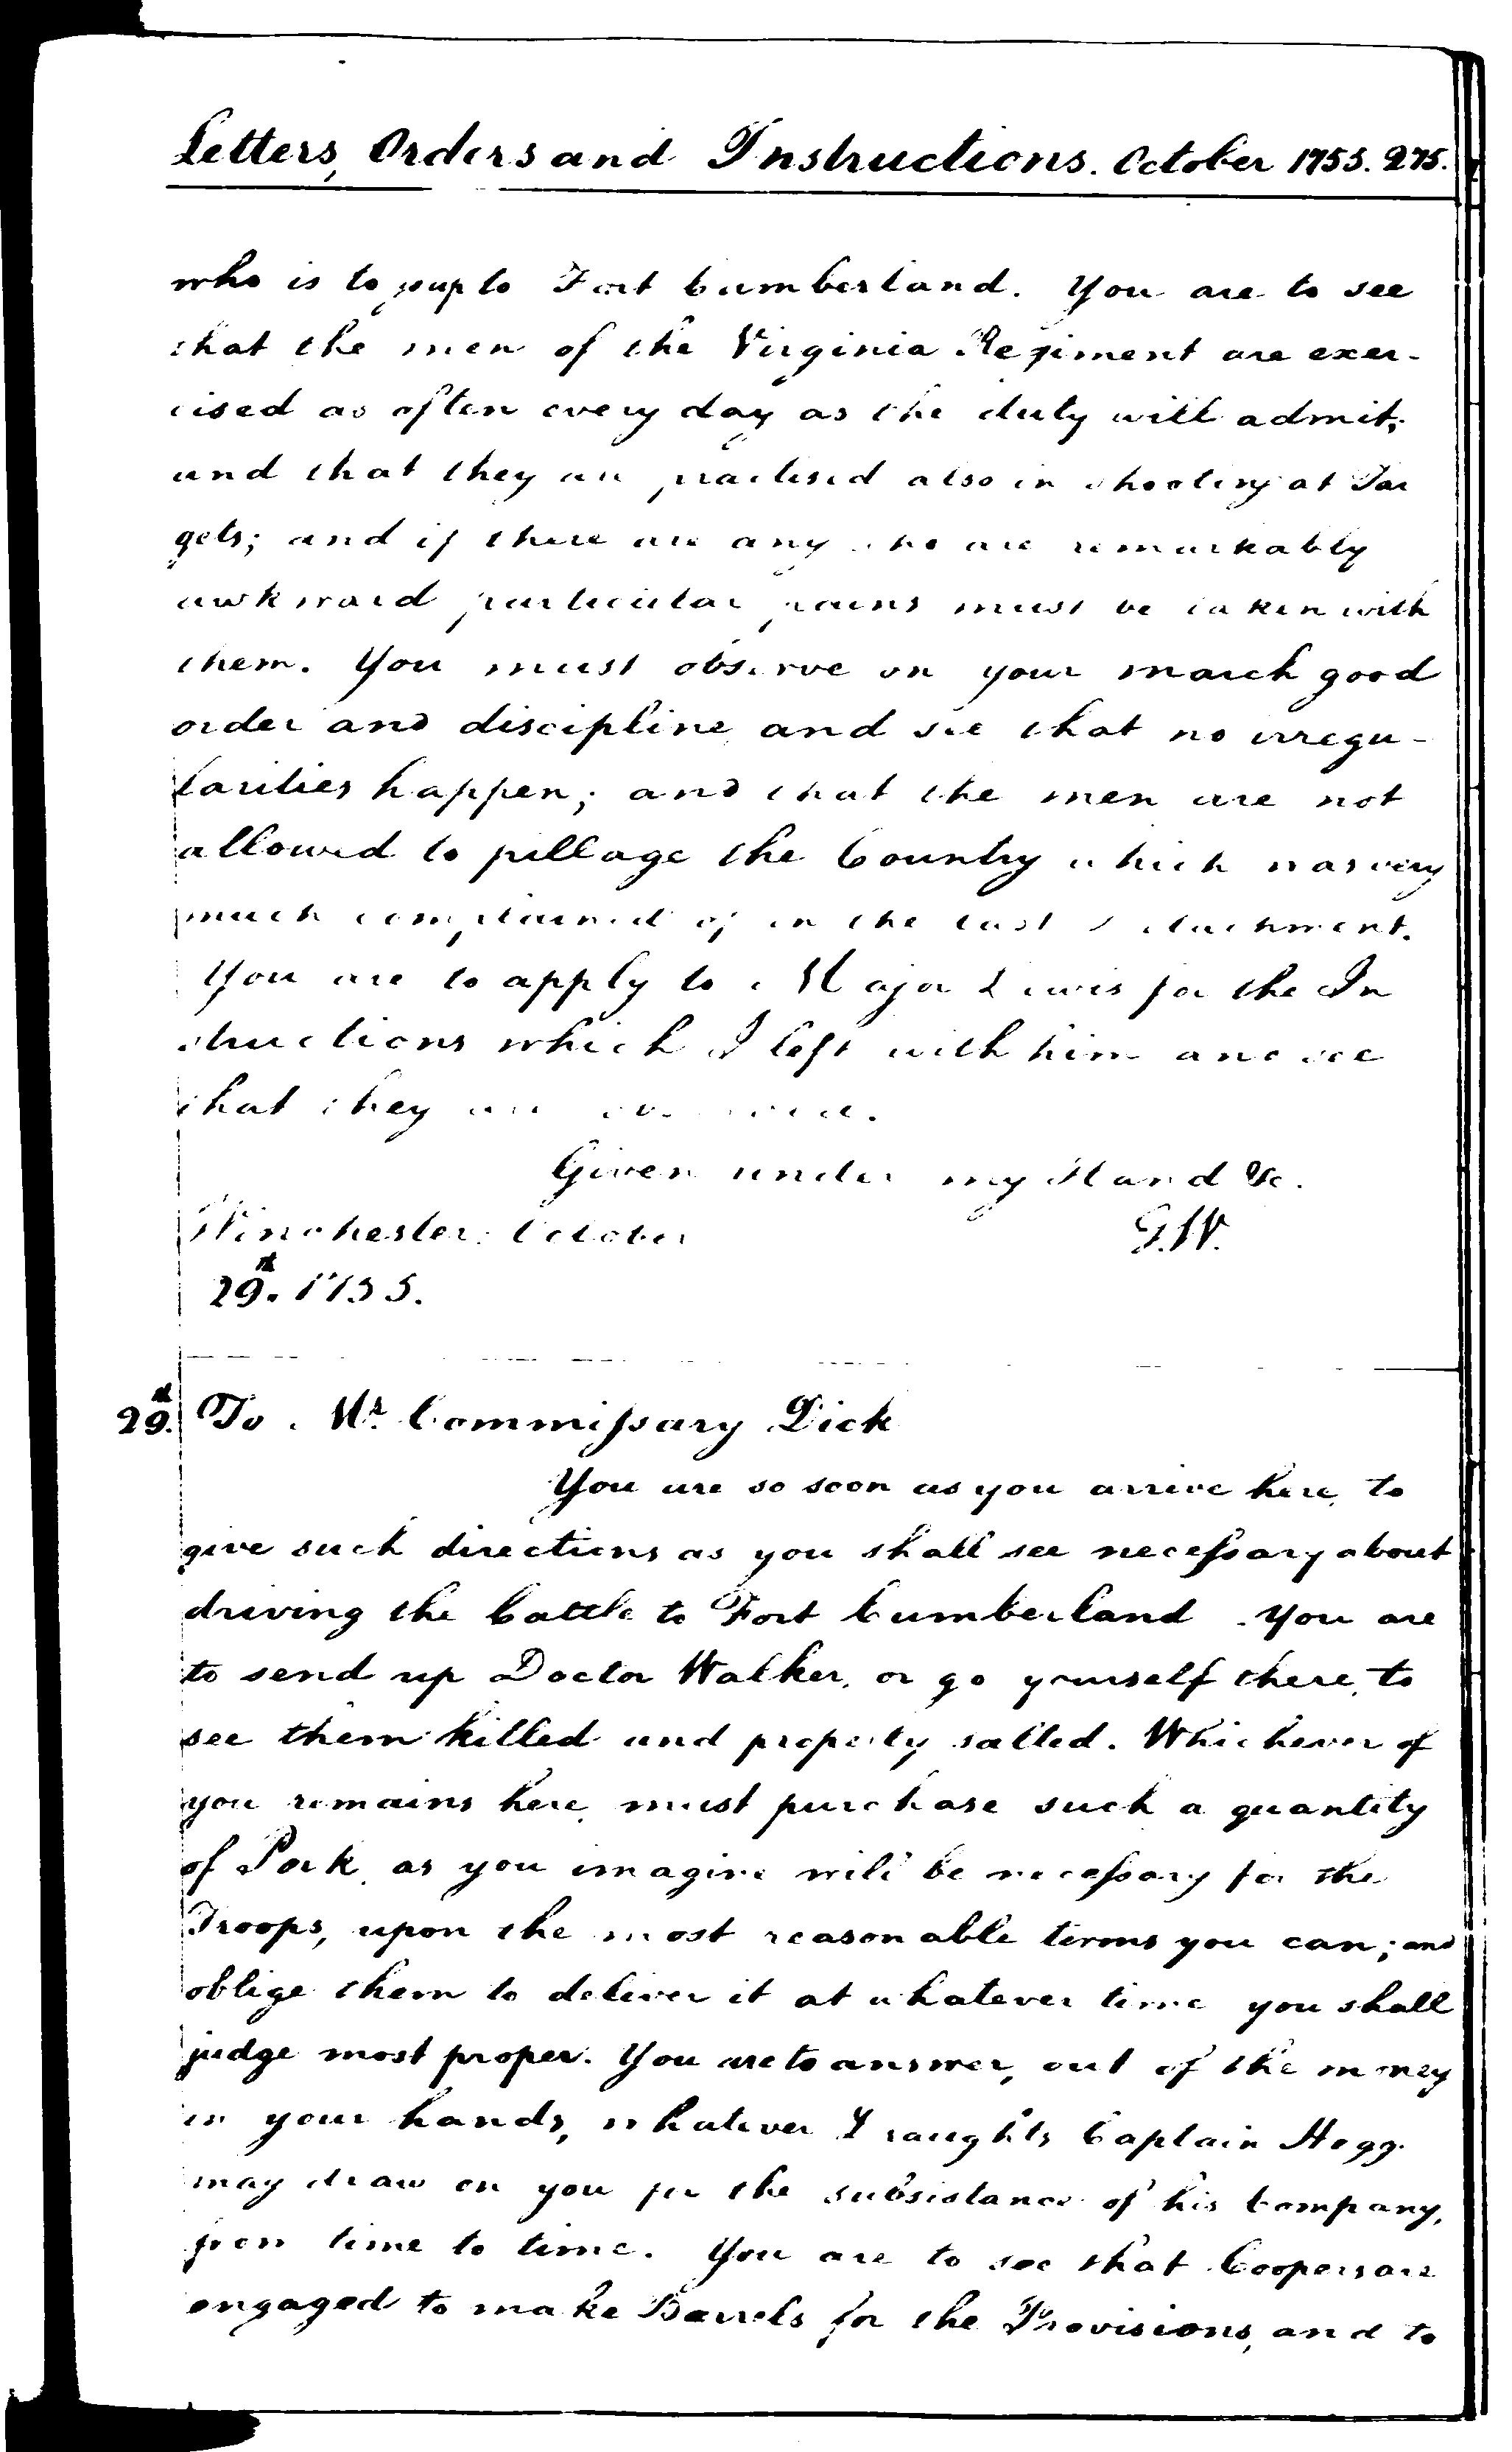 Letters, Orders and Instructions. October 1755. 275.
who is to go up to Fort Cumberland. You are to see
that the men of the Virginia Regiment are exer-
cised as often every day as the duty will admit;
and that they are practised also in shooting at Tar
gets; and if there are any who are remarkably
awkward particular pains must be taken with
them. You must observe on your march good
order and discipline, and see that no irregu-
larities happen; and that the men are not
allowed to pillage the Country which was very
much complained of in the last Detachment.
You are to apply to Major Lewis for the In
structions which I left with him and see
that they are
Given under my Hand &c.
Winchester: October
G.W.
29th. 1755.
29th. To Mr. Commissary Dick
You are so soon as you arrive here, to
give such directions as you shall see necessary about
driving the Cattle to Fort Cumberland. You are
to send up Doctor Walker, or go yourself there, to
see them killed and properly salted. Whichever of
you remains here, must purchase such a quantity
of Pork, as you imagine will be necessary for the
Troops, upon the most reasonable terms you can; and
oblige them to deliver it at whatever time you shall
judge most proper. You are to answer, out of the money
in your hands, whatever Draughts Captain Hogg
may draw on you for the subsistance of his Company,
from time to time. You are to see that Coopers are
engaged to make Barrels for the Provisions, and to